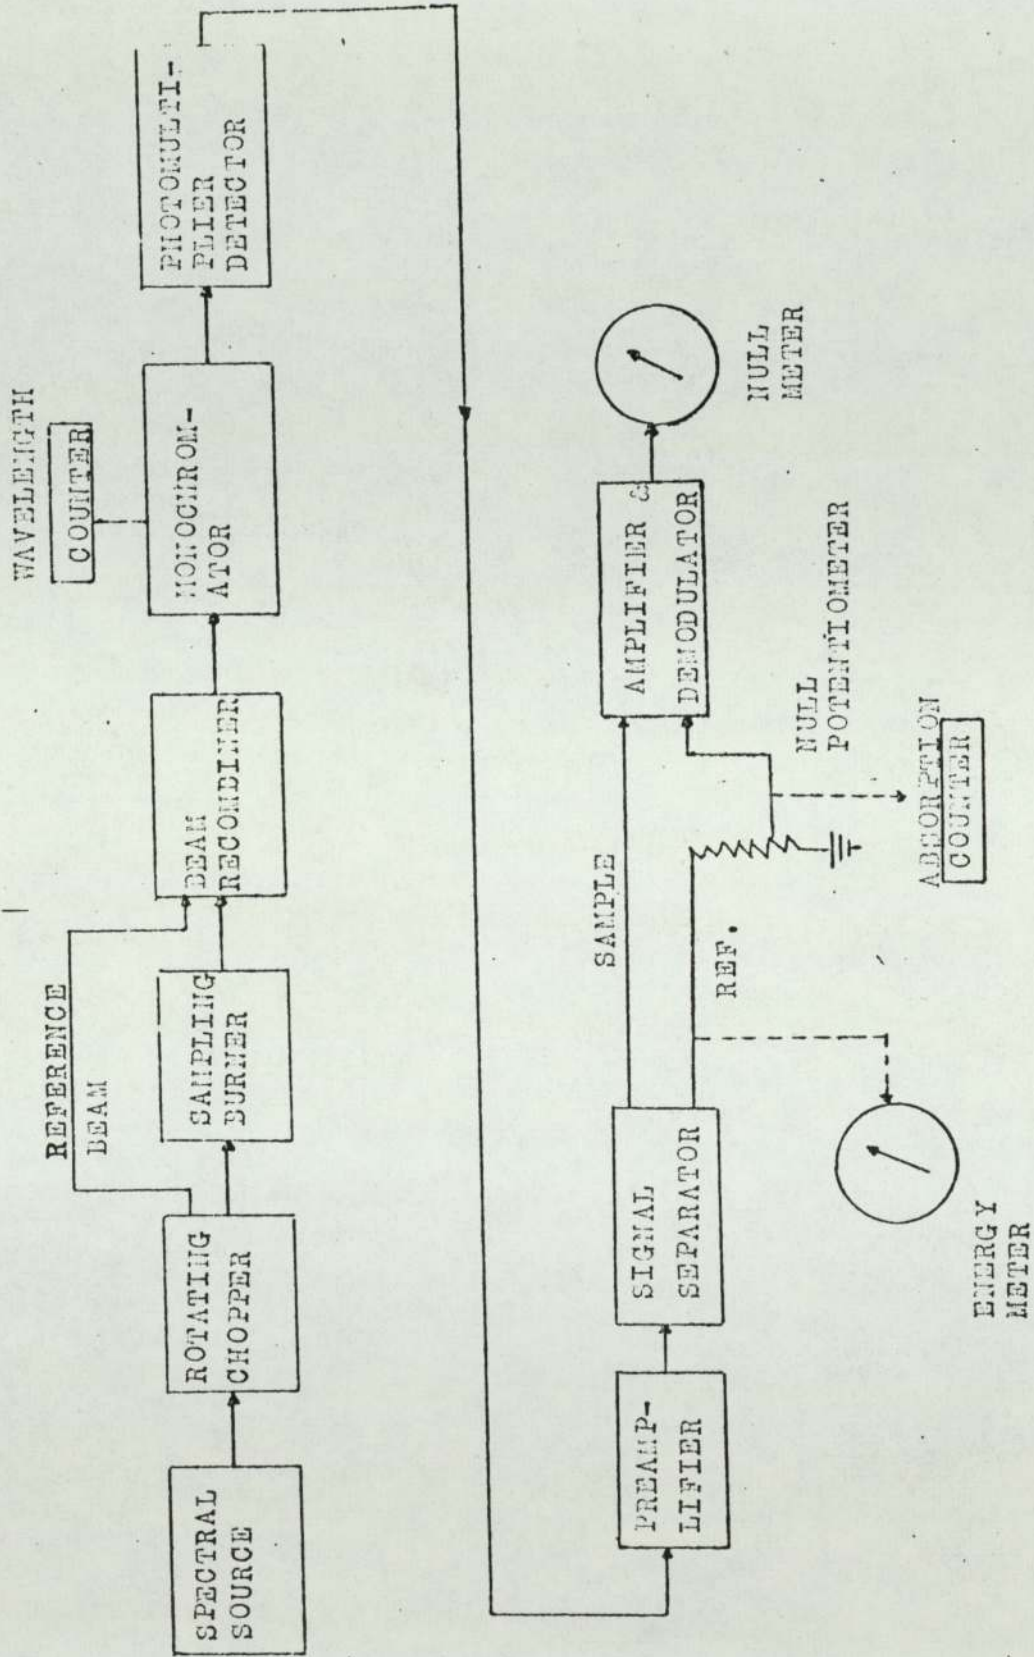 SPECTRAL
SOURCE
ROTATING
CHOPPER
REFERENCE
BEAM
SAMPLING
BURNER
BEAM
RECOMBINER
MONOCHROM-
ATOR
WAVELENGTH
COUNTER
PHOTOMULTI-
PLIER
DETECTOR
PREAMP-
LIFIER
SIGNAL
SEPARATOR
SAMPLE
REF.
ENERGY
METER
AMPLIFIER &
DEMODULATOR
NULL
POTENTIOMETER
ABSORPTION
COUNTER
NULL
METER